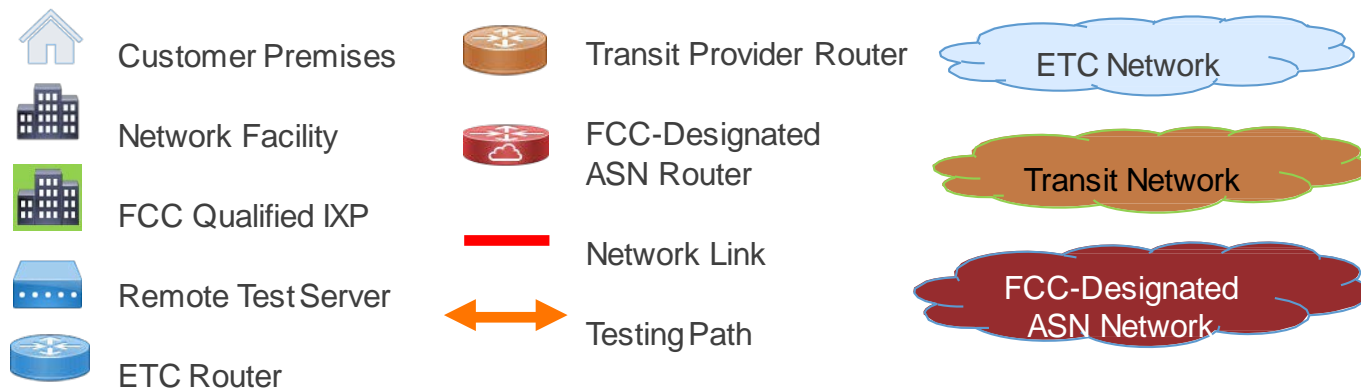 Customer Premises
Network Facility
FCC Qualified IXP
Remote Test Server
ETC Router
Transit Provider Router
FCC-Designated
ASN Router
Network Link
Testing Path
ETC Network
Transit Network
FCC-Designated
ASN Network